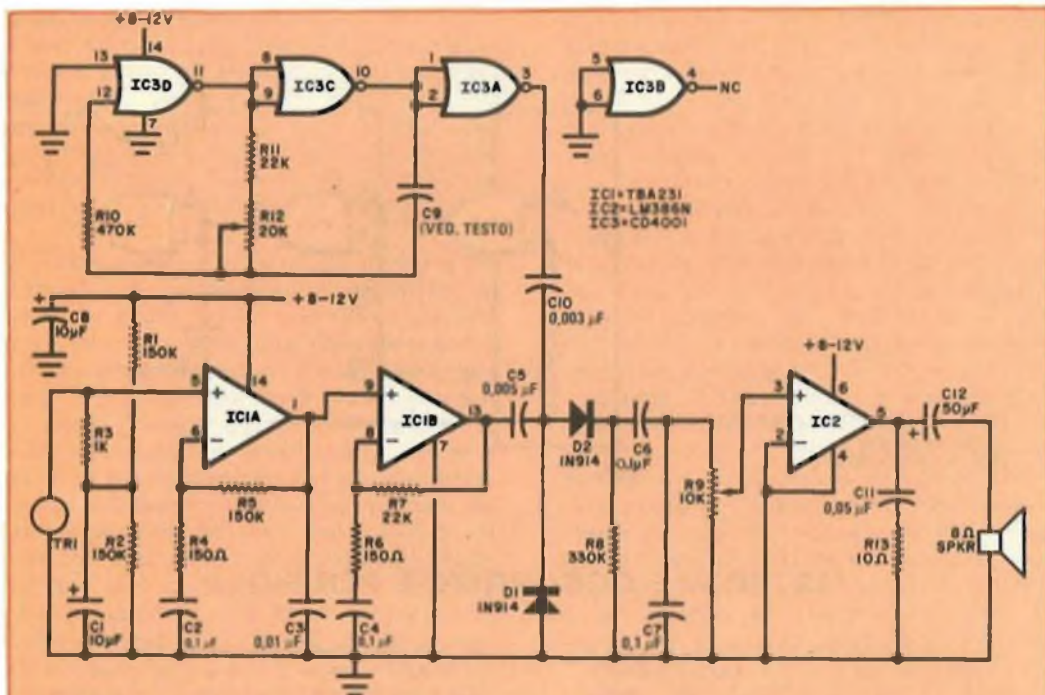 +8-12V
14
13
12
7
IC3D
11
8
9
IC3C
10
1
2
IC3A
3
5
6
IC3B
4
NC
R11
22K
R12
20K
R10
470K
C9
(VED. TESTO)
IC1=TBA231
IC2=LM386N
IC3=CD4001
C10
0,003 µF
+8-12V
+
C8
10µF
R1
150K
5
+
6
−
IC1A
14
1
9
+
8
−
IC1B
13
7
C5
0,005 µF
D2
1N914
C6
0,1µF
R9
10K
+8-12V
3
+
2
−
IC2
6
5
4
C12
50µF
+
R3
1K
R5
150K
R7
22K
TR1
R2
150K
R4
150Ω
R6
150Ω
R8
330K
C11
0,05 µF
R13
10Ω
8Ω
SPKR
+
C1
10µF
C2
0,1 µF
C3
0,01 µF
C4
0,1 µF
D1
1N914
C7
0,1 µF